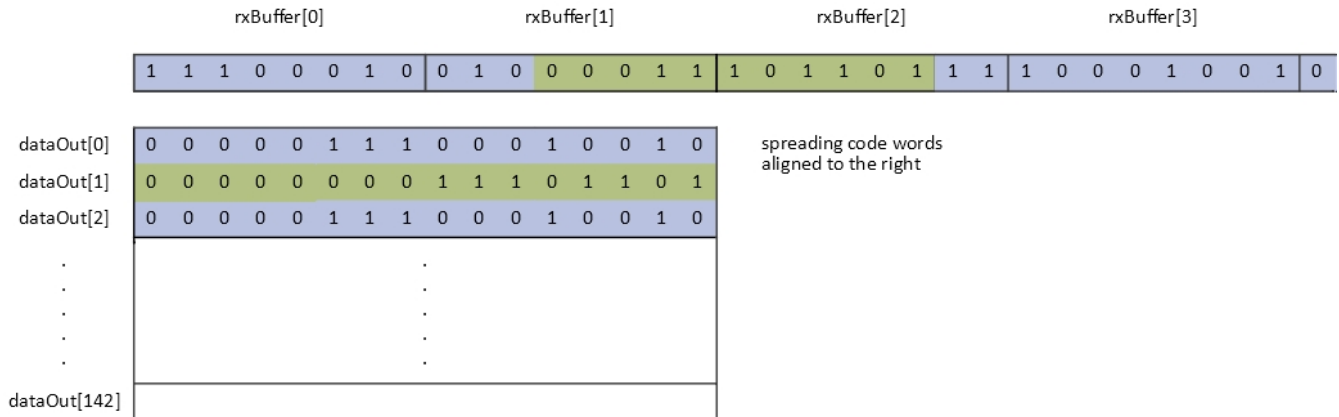 rxBuffer[0] rxBuffer[1] rxBuffer[2] rxBuffer[3]
1 1 1 0 0 0 1 0 0 1 0 0 0 0 1 1 1 0 1 1 0 1 1 1 1 0 0 0 1 0 0 1 0
dataOut[0] 0 0 0 0 0 1 1 1 0 0 0 1 0 0 1 0 spreading code words
aligned to the right
dataOut[1] 0 0 0 0 0 0 0 0 1 1 1 0 1 1 0 1
dataOut[2] 0 0 0 0 0 1 1 1 0 0 0 1 0 0 1 0
dataOut[142]